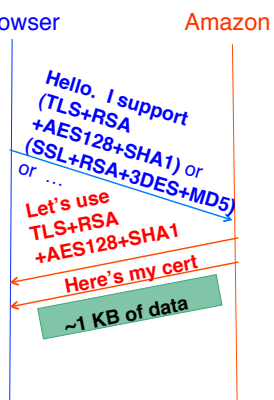 owser
Amazon
Hello. I support
(TLS+RSA
+AES128+SHA1) or
(SSL+RSA+3DES+MD5)
or …
Let's use
TLS+RSA
+AES128+SHA1
Here's my cert
~1 KB of data